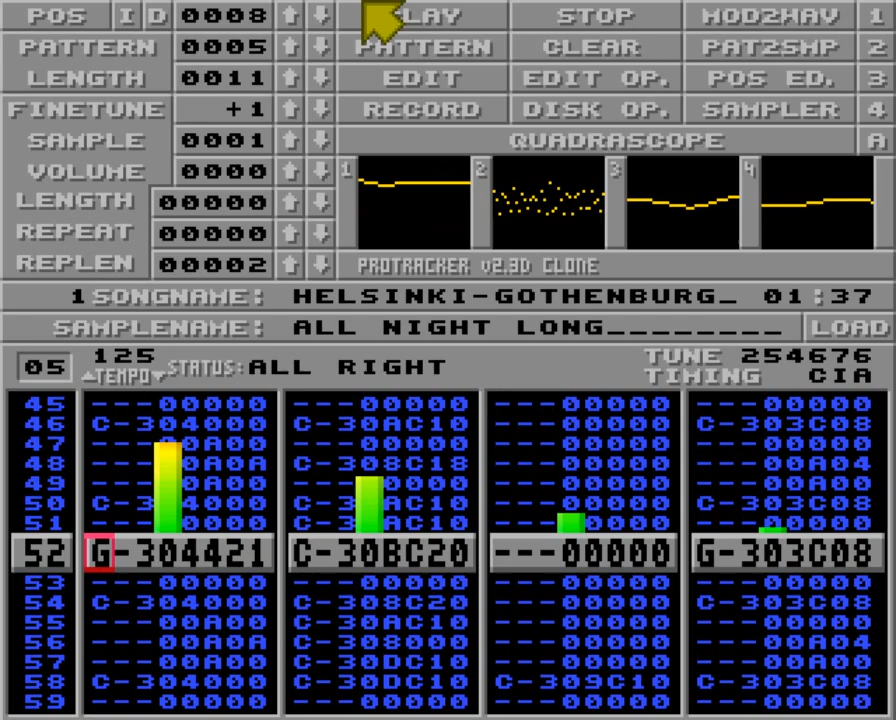 POS I D 0008 LAY STOP MOD2WAV 1
PATTERN 0005 PATTERN CLEAR PAT2SMP 2
LENGTH 0011 EDIT EDIT OP. POS ED. 3
FINETUNE +1 RECORD DISK OP. SAMPLER 4
SAMPLE 0001 QUADRASCOPE A
VOLUME 0000 1 2 3 4
LENGTH 00000
REPEAT 00000
REPLEN 00002 PROTRACKER V2.3D CLONE
1 SONGNAME: HELSINKI-GOTHENBURG_ 01:37
SAMPLENAME: ALL NIGHT LONG________ LOAD
05 125 TEMPO STATUS: ALL RIGHT TUNE 254676
TIMING CIA
45 ---00000 ---00000 ---00000 ---00000
46 C-304000 C-30AC10 ---00000 C-303C08
47 ---00000 ---00000 ---00000 ---00000
48 ---00A0A C-308C18 ---00000 ---00A04
49 ---00A00 ---00000 ---00000 ---00A00
50 C-304000 C-30AC10 ---00000 C-303C08
51 ---00000 C-30AC10 ---00000 ---00000
52 G-304421 C-30BC20 ---00000 G-303C08
53 ---00000 ---00000 ---00000 ---00000
54 C-304000 C-308C20 ---00000 C-303C08
55 ---00000 C-30AC10 ---00000 ---00000
56 ---00A0A C-308000 ---00000 ---00A04
57 ---00A00 C-30DC10 ---00000 ---00A00
58 C-304000 C-30DC10 C-309C10 C-303C08
59 ---00000 ---00000 ---00000 ---00000